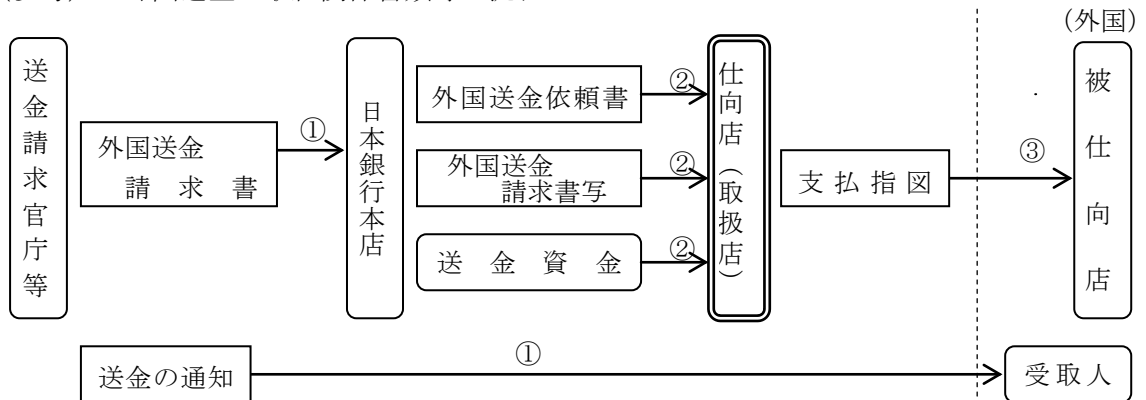 (外国)
送金請求官庁等
外国送金
請求書
①
日本銀行本店
外国送金依頼書
②
外国送金
請求書写
②
送金資金
②
仕向店(取扱店)
支払指図
③
被仕向店
送金の通知
①
受取人